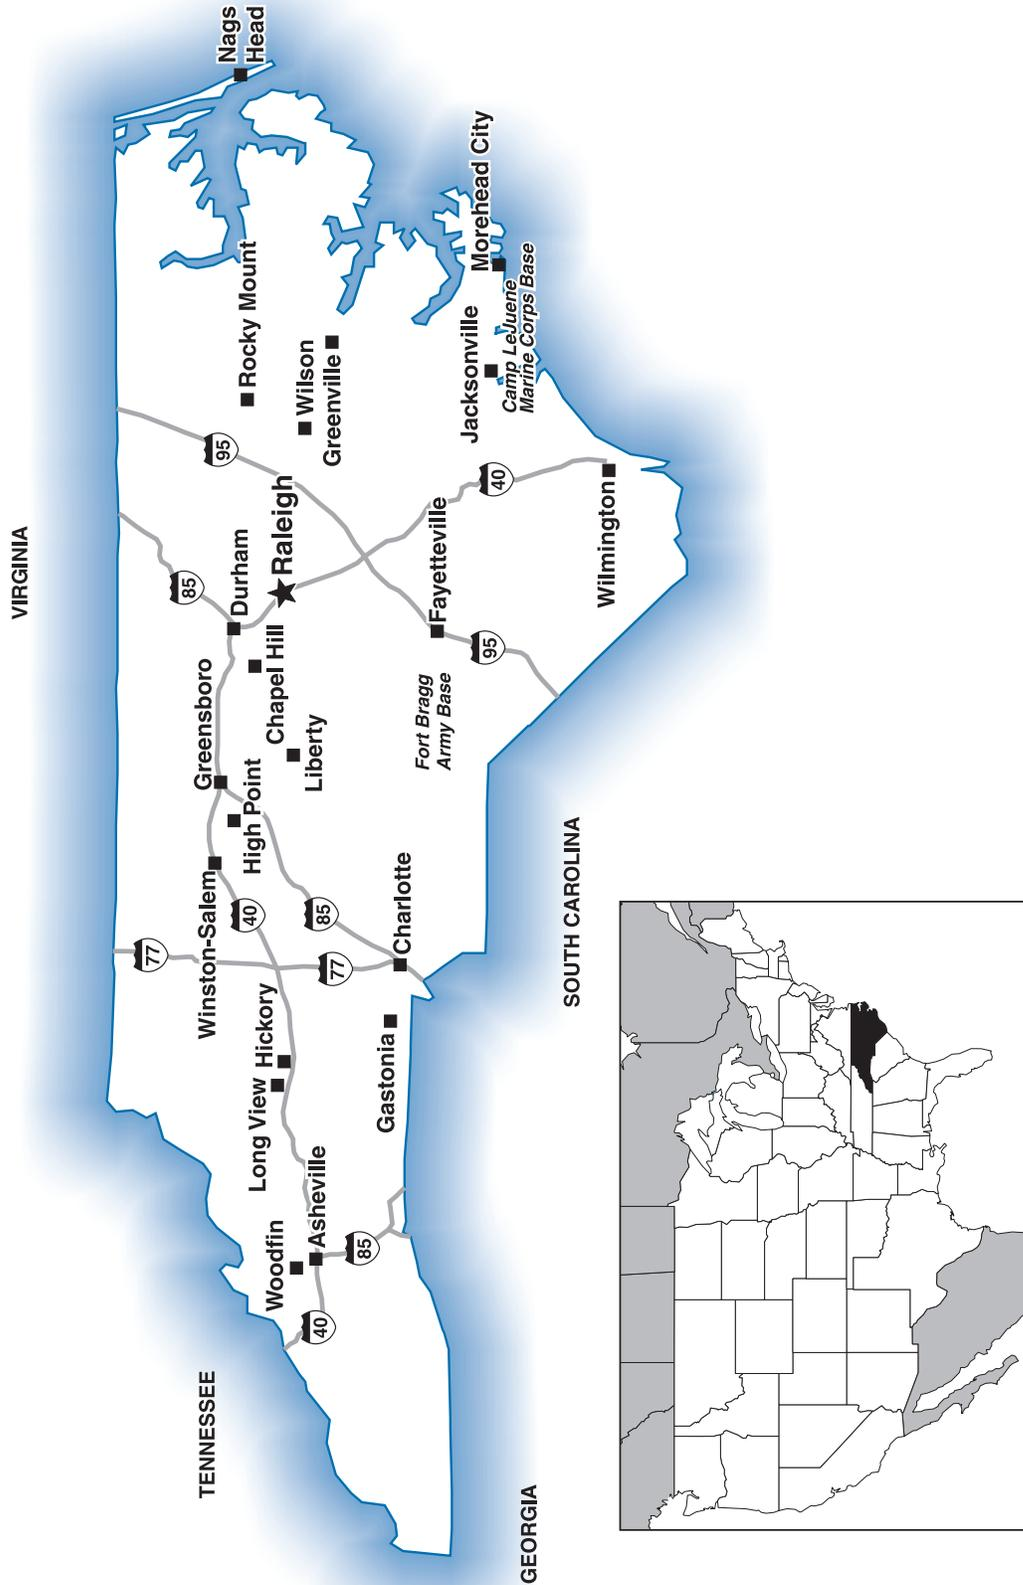 VIRGINIA
Nags
Head
85
95
Rocky Mount
77
Greensboro
Durham
Winston-Salem
40
High Point
Chapel Hill
Raleigh
Wilson
Greenville
Liberty
85
Long View
Hickory
77
Woodfin
Asheville
40
85
TENNESSEE
Gastonia
Charlotte
Fort Bragg
Army Base
Fayetteville
95
40
Jacksonville
Morehead City
Camp LeJuene
Marine Corps Base
Wilmington
GEORGIA
SOUTH CAROLINA